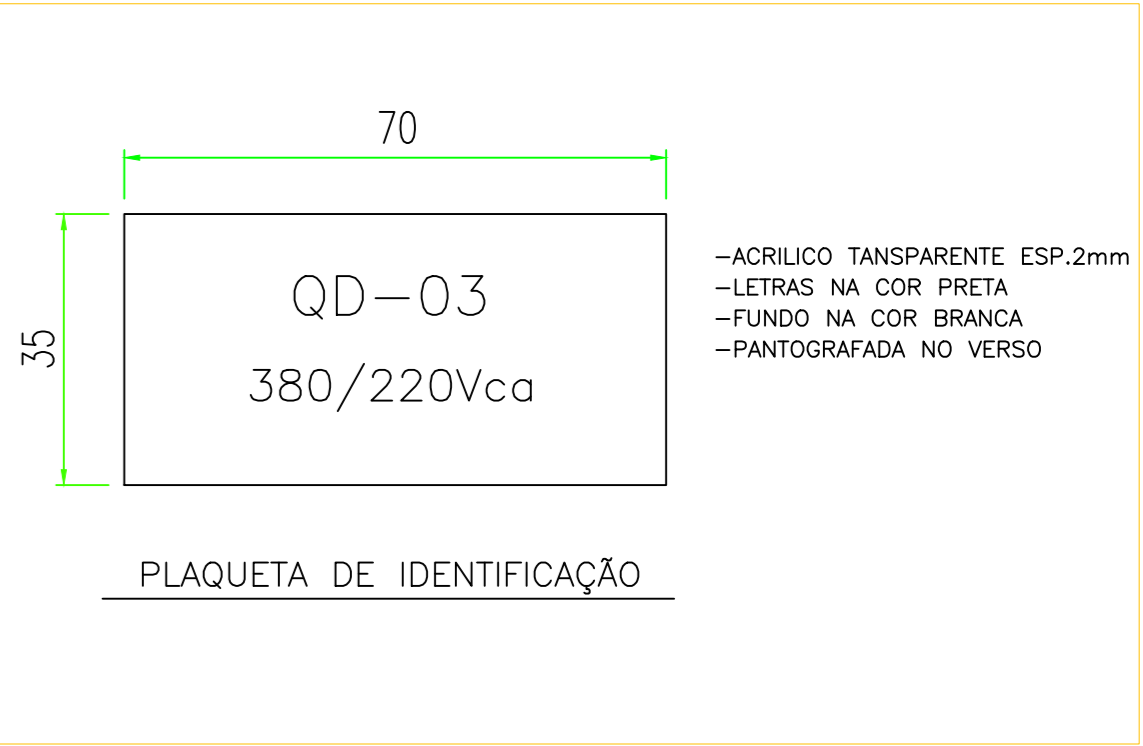 70
35
QD-03
380/220Vca
-ACRILICO TANSPARENTE ESP.2mm
-LETRAS NA COR PRETA
-FUNDO NA COR BRANCA
-PANTOGRAFADA NO VERSO
PLAQUETA DE IDENTIFICAÇÃO